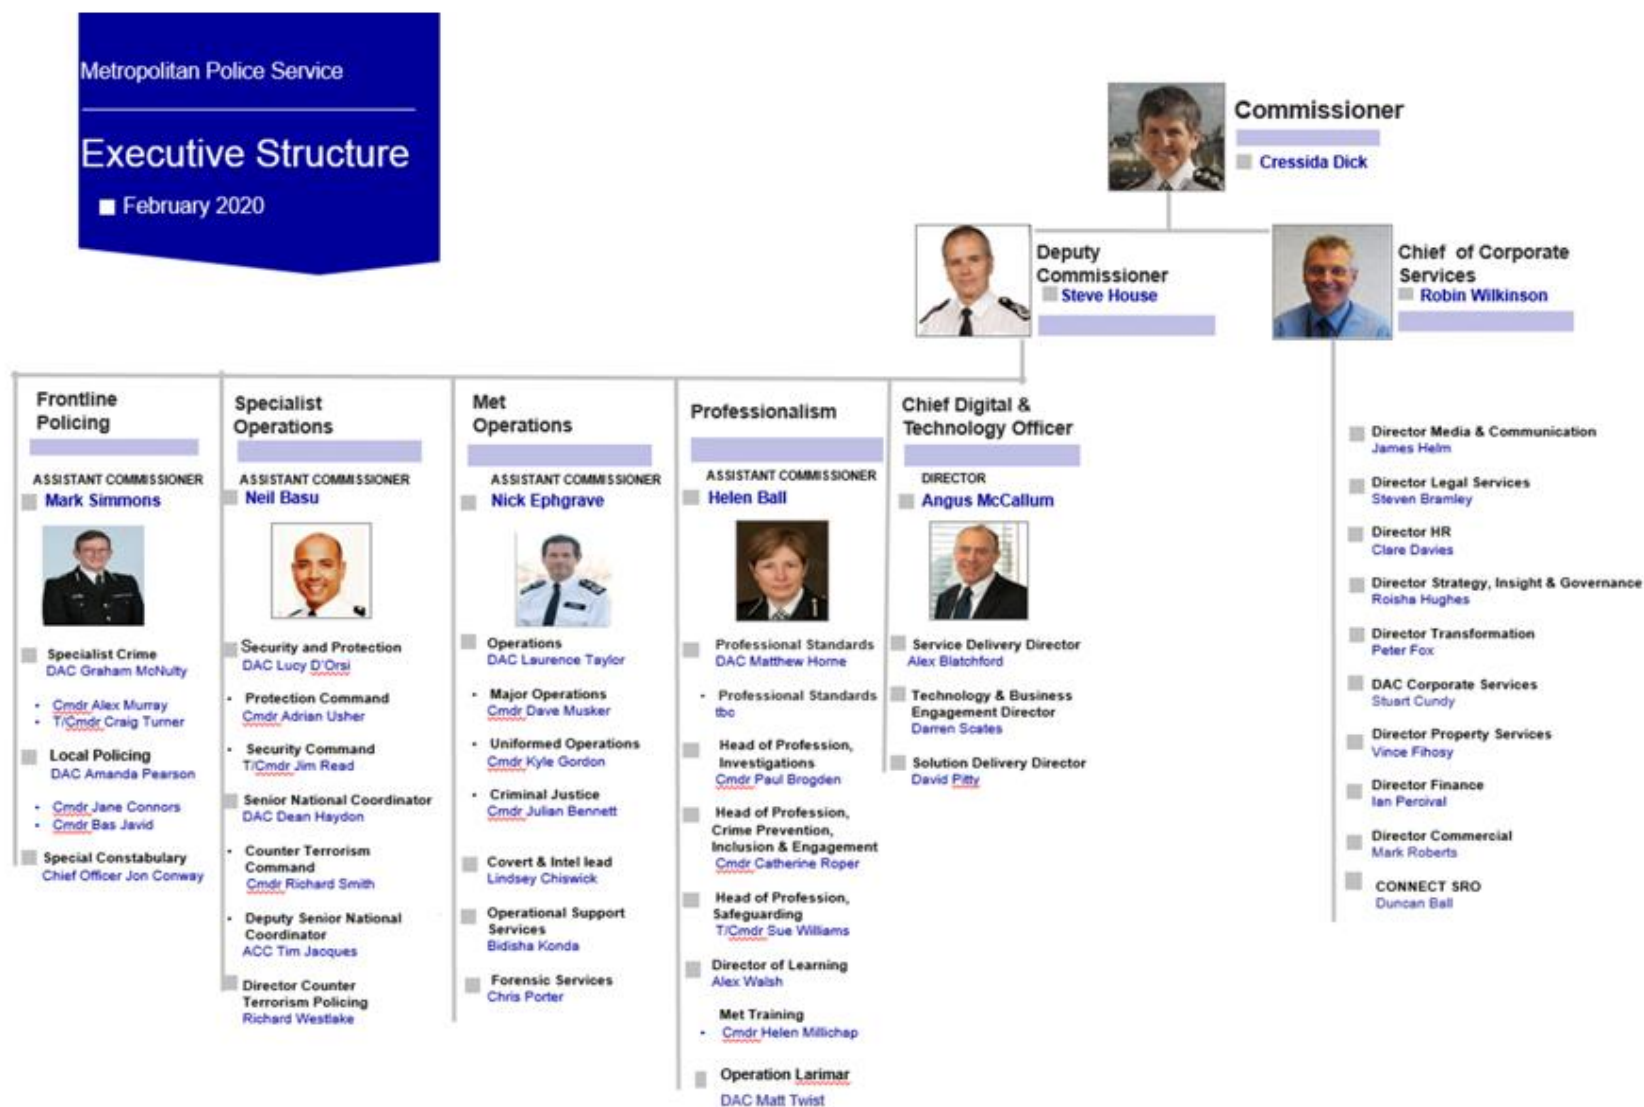 Metropolitan Police Service
Executive Structure
February 2020
Commissioner
Cressida Dick
Deputy
Commissioner
Steve House
Chief of Corporate
Services
Robin Wilkinson
Frontline
Policing
ASSISTANT COMMISSIONER
Mark Simmons
Specialist Crime
DAC Graham McNulty
• Cmdr Alex Murray
• T/Cmdr Craig Turner
Local Policing
DAC Amanda Pearson
• Cmdr Jane Connors
• Cmdr Bas Javid
Special Constabulary
Chief Officer Jon Conway
Specialist
Operations
ASSISTANT COMMISSIONER
Neil Basu
Security and Protection
DAC Lucy D'Orsi
• Protection Command
Cmdr Adrian Usher
• Security Command
T/Cmdr Jim Read
Senior National Coordinator
DAC Dean Haydon
• Counter Terrorism
Command
Cmdr Richard Smith
• Deputy Senior National
Coordinator
ACC Tim Jacques
Director Counter
Terrorism Policing
Richard Westlake
Met
Operations
ASSISTANT COMMISSIONER
Nick Ephgrave
Operations
DAC Laurence Taylor
• Major Operations
Cmdr Dave Musker
• Uniformed Operations
Cmdr Kyle Gordon
• Criminal Justice
Cmdr Julian Bennett
Covert & Intel lead
Lindsey Chiswick
Operational Support
Services
Bidisha Konda
Forensic Services
Chris Porter
Professionalism
ASSISTANT COMMISSIONER
Helen Ball
Professional Standards
DAC Matthew Horne
• Professional Standards
tbc
Head of Profession,
Investigations
Cmdr Paul Brogden
Head of Profession,
Crime Prevention,
Inclusion & Engagement
Cmdr Catherine Roper
Head of Profession,
Safeguarding
T/Cmdr Sue Williams
Director of Learning
Alex Walsh
Met Training
• Cmdr Helen Millichap
Operation Larimar
DAC Matt Twist
Chief Digital &
Technology Officer
DIRECTOR
Angus McCallum
Service Delivery Director
Alex Blatchford
Technology & Business
Engagement Director
Darren Scates
Solution Delivery Director
David Pitty
Director Media & Communication
James Helm
Director Legal Services
Steven Bramley
Director HR
Clare Davies
Director Strategy, Insight & Governance
Roisha Hughes
Director Transformation
Peter Fox
DAC Corporate Services
Stuart Cundy
Director Property Services
Vince Fihosy
Director Finance
Ian Percival
Director Commercial
Mark Roberts
CONNECT SRO
Duncan Ball